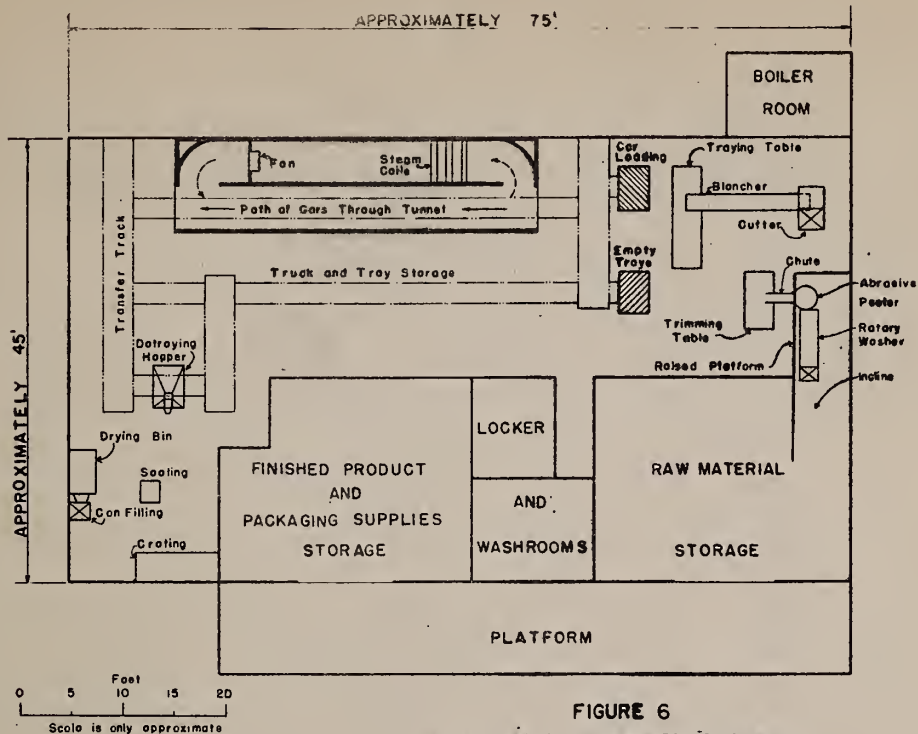 APPROXIMATELY 75'
BOILER
ROOM
Car
Loading
Traying Table
Fan
Steam
Coils
Blancher
Path of Cars Through Tunnel
Cutter
Transfer Track
Empty
Trays
Chute
Truck and Tray Storage
Abrasive
Peeler
Trimming
Table
Rotary
Washer
Detraying
Hopper
Raised Platform
Incline
APPROXIMATELY 45'
LOCKER
Drying Bin
FINISHED PRODUCT
AND
PACKAGING SUPPLIES
STORAGE
RAW MATERIAL
STORAGE
Sealing
AND
WASHROOMS
Can Filling
Crating
PLATFORM
Feet
0 5 10 15 20
Scale is only approximate
FIGURE 6